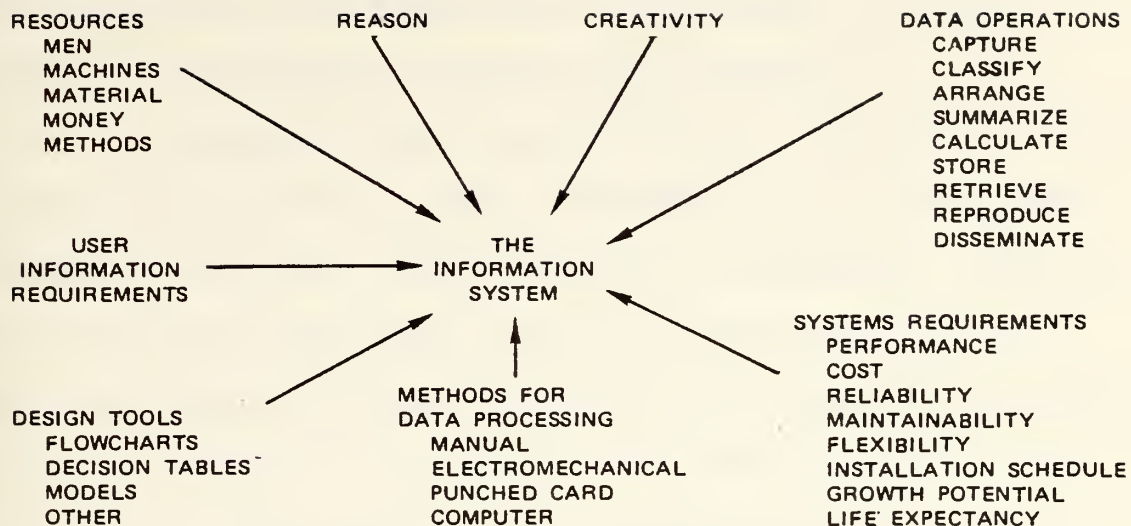 RESOURCES
MEN
MACHINES
MATERIAL
MONEY
METHODS
REASON
CREATIVITY
DATA OPERATIONS
CAPTURE
CLASSIFY
ARRANGE
SUMMARIZE
CALCULATE
STORE
RETRIEVE
REPRODUCE
DISSEMINATE
USER
INFORMATION
REQUIREMENTS
THE
INFORMATION
SYSTEM
DESIGN TOOLS
FLOWCHARTS
DECISION TABLES
MODELS
OTHER
METHODS FOR
DATA PROCESSING
MANUAL
ELECTROMECHANICAL
PUNCHED CARD
COMPUTER
SYSTEMS REQUIREMENTS
PERFORMANCE
COST
RELIABILITY
MAINTAINABILITY
FLEXIBILITY
INSTALLATION SCHEDULE
GROWTH POTENTIAL
LIFE EXPECTANCY